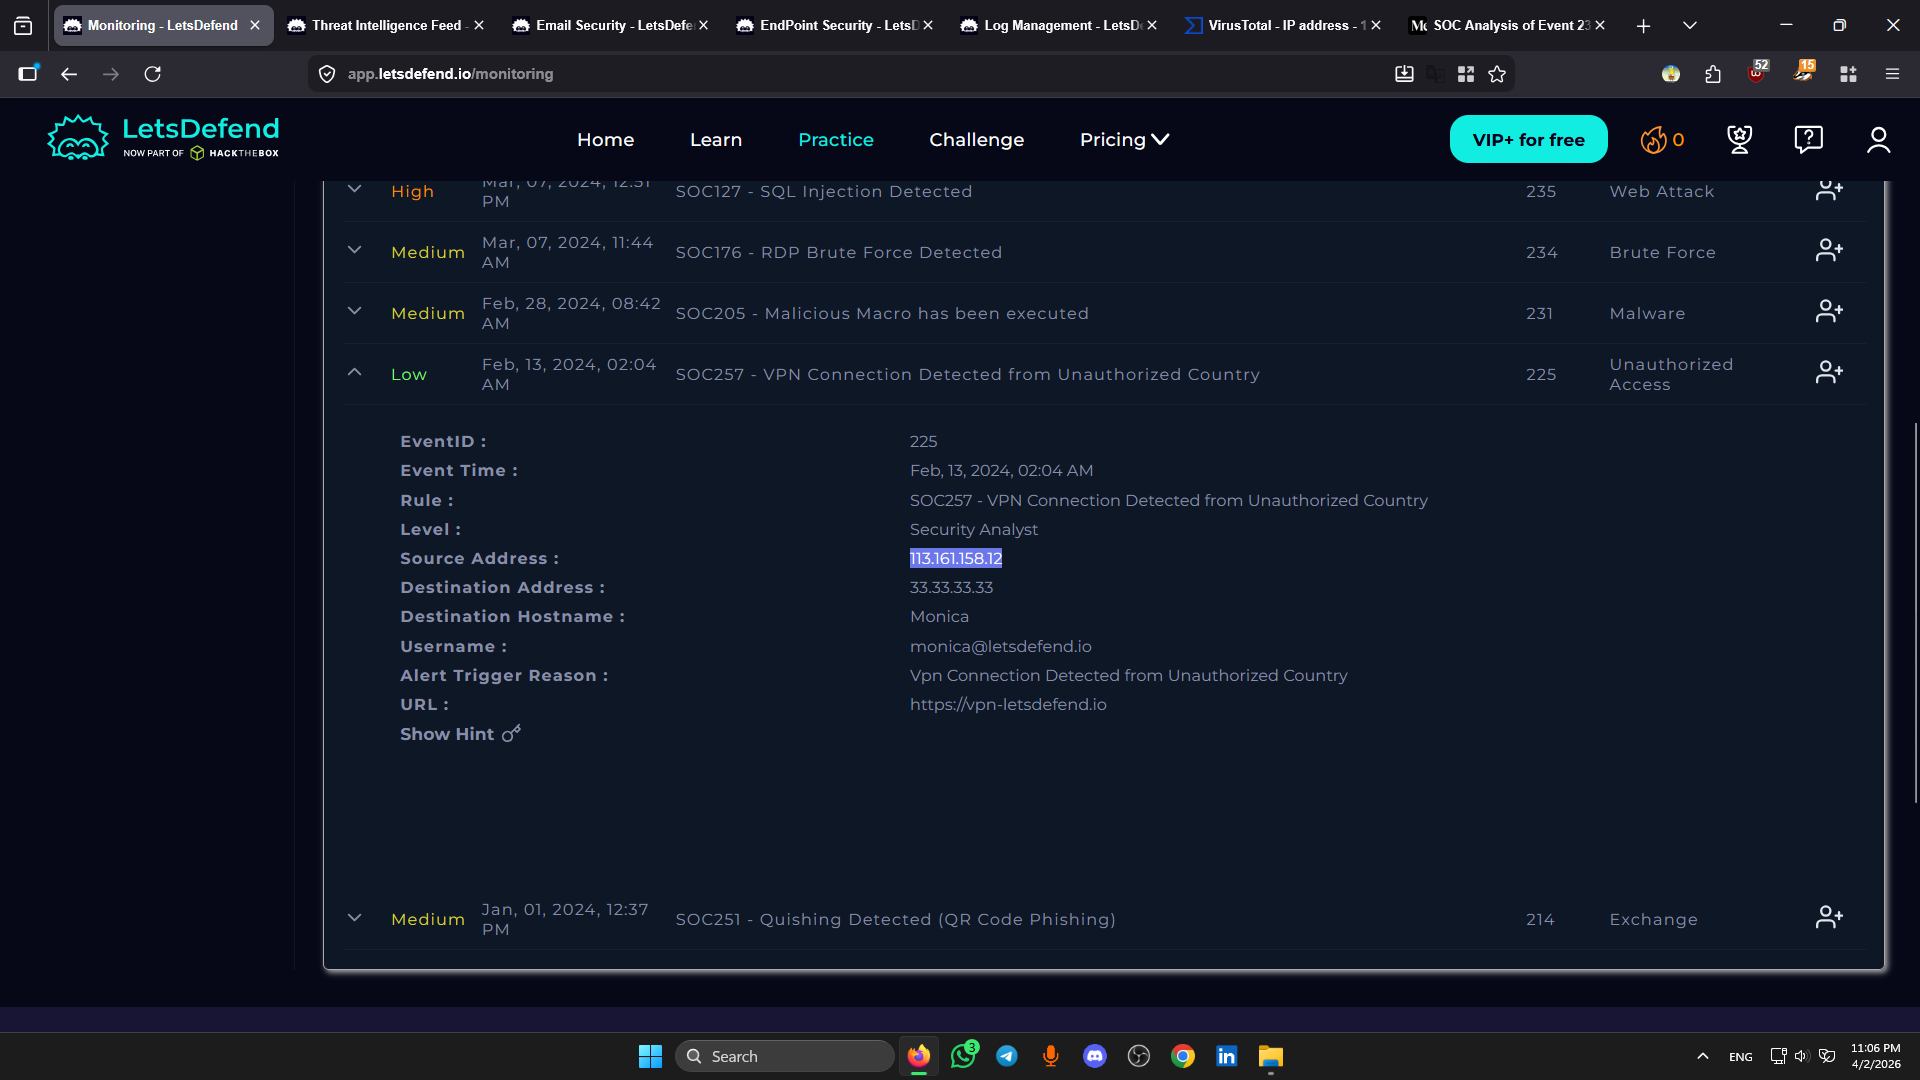 Monitoring - LetsDefend
Threat Intelligence Feed -
Email Security - LetsDefe
EndPoint Security - LetsD
Log Management - LetsDe
VirusTotal - IP address - 1
SOC Analysis of Event 23
app.letsdefend.io/monitoring
52
15
LetsDefend
NOW PART OF HACKTHEBOX
Home
Learn
Practice
Challenge
Pricing
VIP+ for free
0
High
Mar, 07, 2024, 12:51
PM
SOC127 - SQL Injection Detected
235
Web Attack
Medium
Mar, 07, 2024, 11:44
AM
SOC176 - RDP Brute Force Detected
234
Brute Force
Medium
Feb, 28, 2024, 08:42
AM
SOC205 - Malicious Macro has been executed
231
Malware
Low
Feb, 13, 2024, 02:04
AM
SOC257 - VPN Connection Detected from Unauthorized Country
225
Unauthorized
Access
EventID :
225
Event Time :
Feb, 13, 2024, 02:04 AM
Rule :
SOC257 - VPN Connection Detected from Unauthorized Country
Level :
Security Analyst
Source Address :
113.161.158.12
Destination Address :
33.33.33.33
Destination Hostname :
Monica
Username :
monica@letsdefend.io
Alert Trigger Reason :
Vpn Connection Detected from Unauthorized Country
URL :
https://vpn-letsdefend.io
Show Hint
Medium
Jan, 01, 2024, 12:37
PM
SOC251 - Quishing Detected (QR Code Phishing)
214
Exchange
Search
3
ENG
11:06 PM
4/2/2026